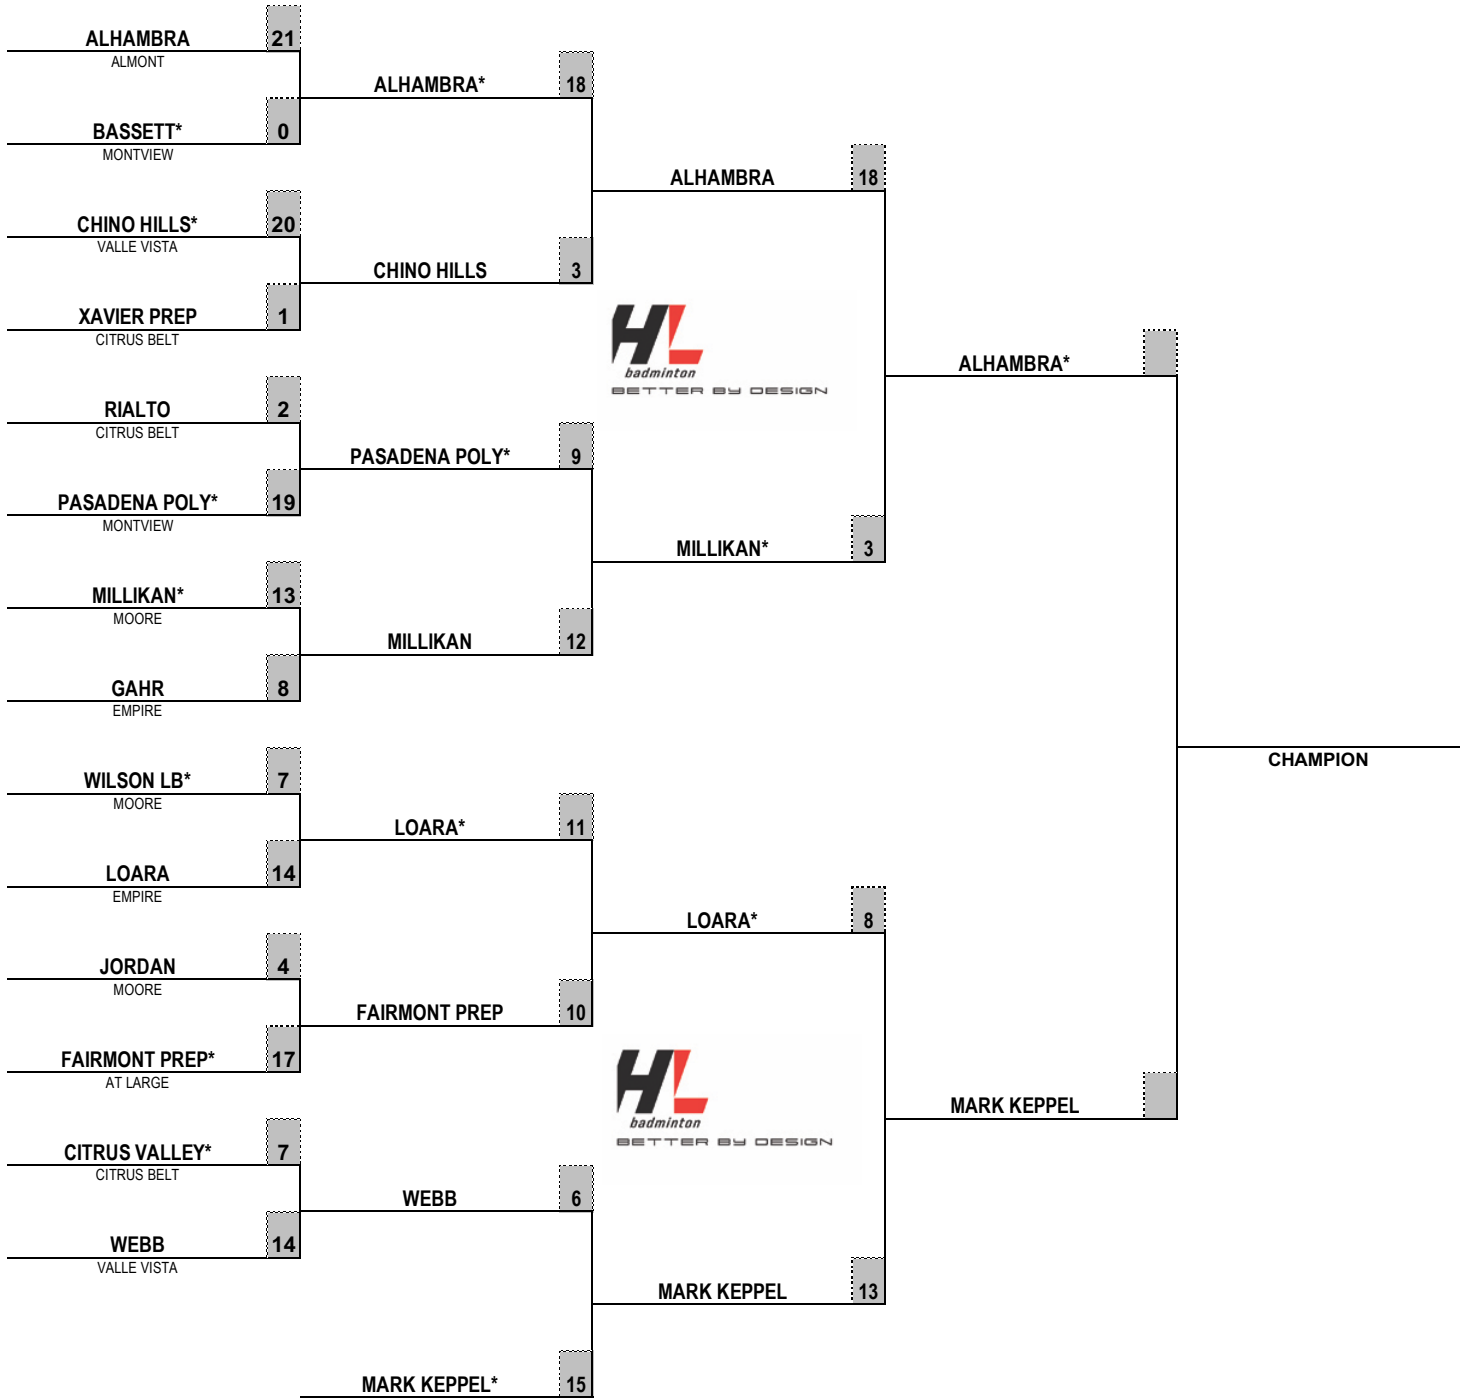 ALHAMBRA 21
ALMONT
ALHAMBRA* 18
BASSETT* 0
MONTVIEW
ALHAMBRA 18
CHINO HILLS* 20
VALLE VISTA
CHINO HILLS 3
XAVIER PREP 1
CITRUS BELT
HL
badminton
BETTER BY DESIGN
ALHAMBRA*
RIALTO 2
CITRUS BELT
PASADENA POLY* 9
PASADENA POLY* 19
MONTVIEW
MILLIKAN* 3
MILLIKAN* 13
MOORE
MILLIKAN 12
GAHR 8
EMPIRE
CHAMPION
WILSON LB* 7
MOORE
LOARA* 11
LOARA 14
EMPIRE
LOARA* 8
JORDAN 4
MOORE
FAIRMONT PREP 10
FAIRMONT PREP* 17
AT LARGE
HL
badminton
BETTER BY DESIGN
MARK KEPPEL
CITRUS VALLEY* 7
CITRUS BELT
WEBB 6
WEBB 14
VALLE VISTA
MARK KEPPEL 13
MARK KEPPEL* 15